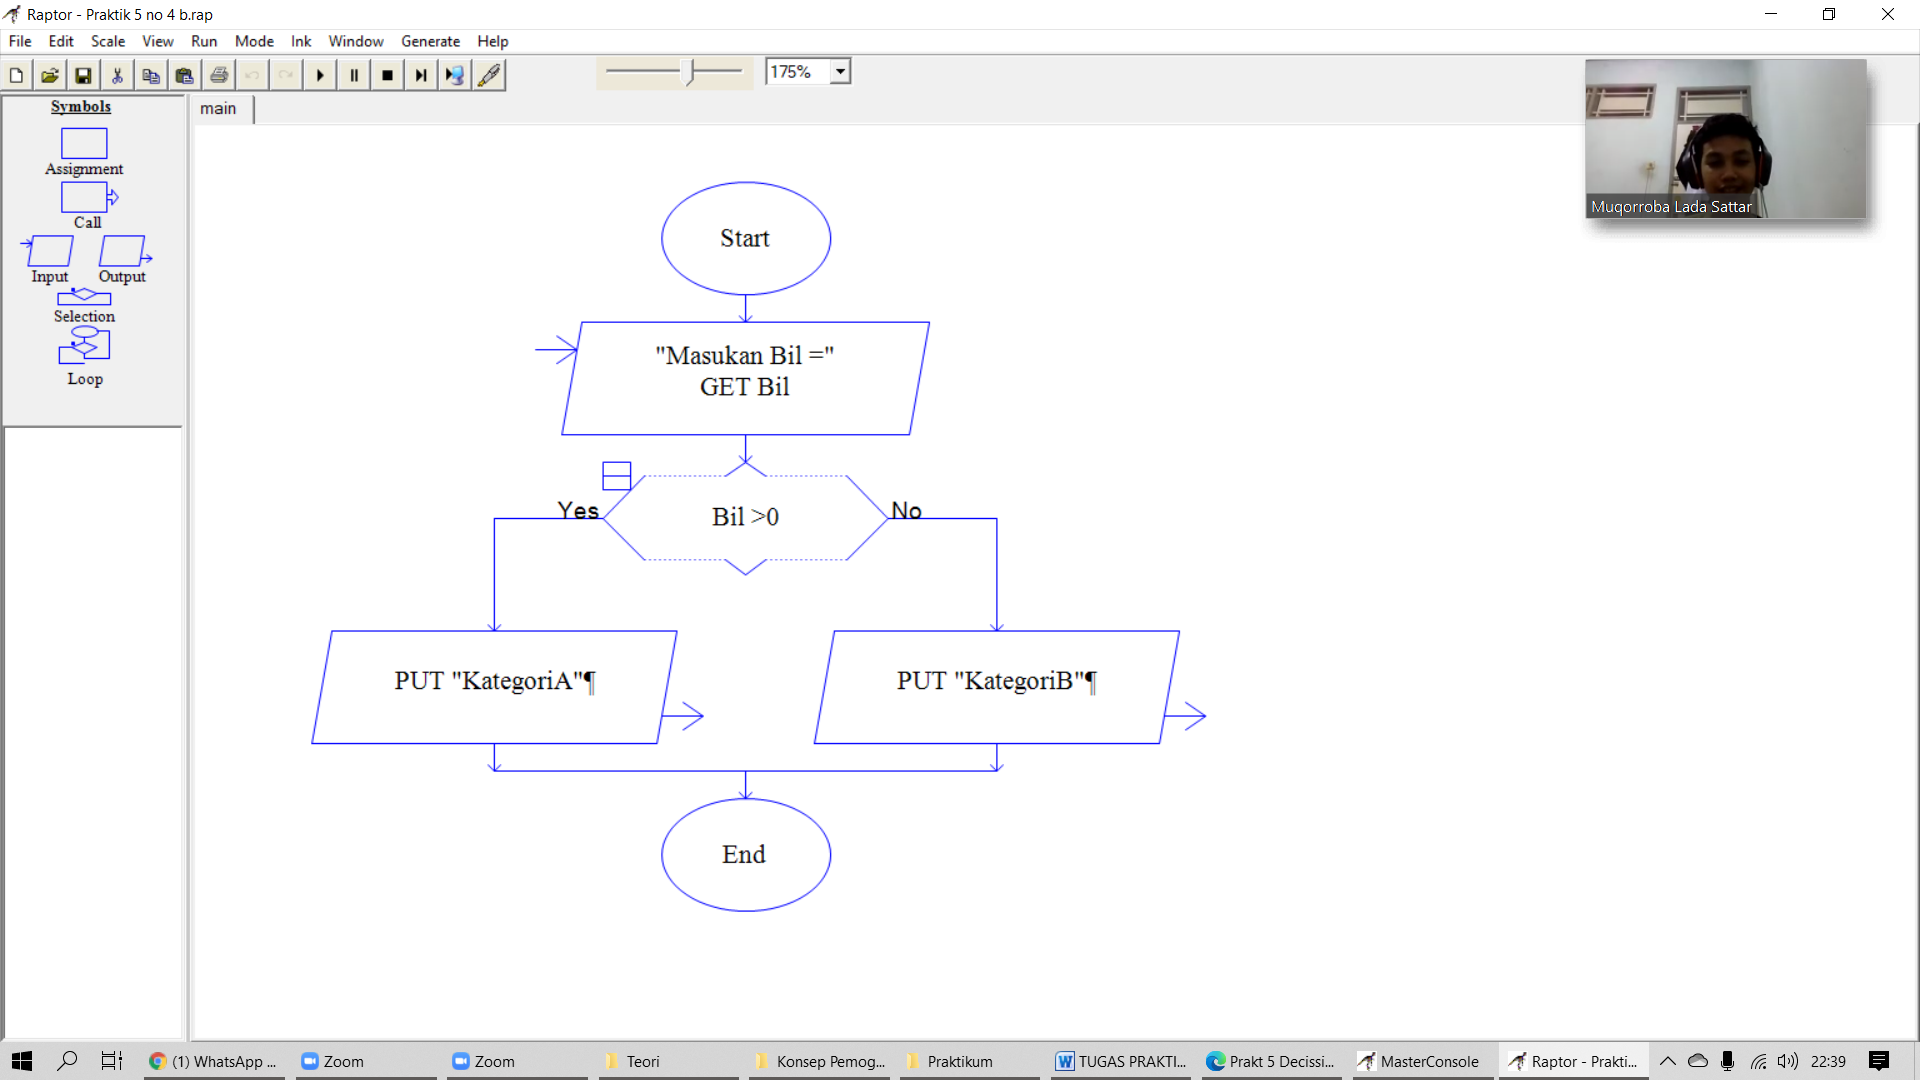 Raptor - Praktik 5 no 4 b.rap
File Edit Scale View Run Mode Ink Window Generate Help
175%
Symbols
Assignment
Call
Input Output
Selection
Loop
main
Muqorroba Lada Sattar
Start
"Masukan Bil ="
GET Bil
Yes
Bil >0
No
PUT "KategoriA"¶
PUT "KategoriB"¶
End
(1) WhatsApp ...
Zoom
Zoom
Teori
Konsep Pemog...
Praktikum
TUGAS PRAKTI...
Prakt 5 Decissi...
MasterConsole
Raptor - Prakti...
22:39